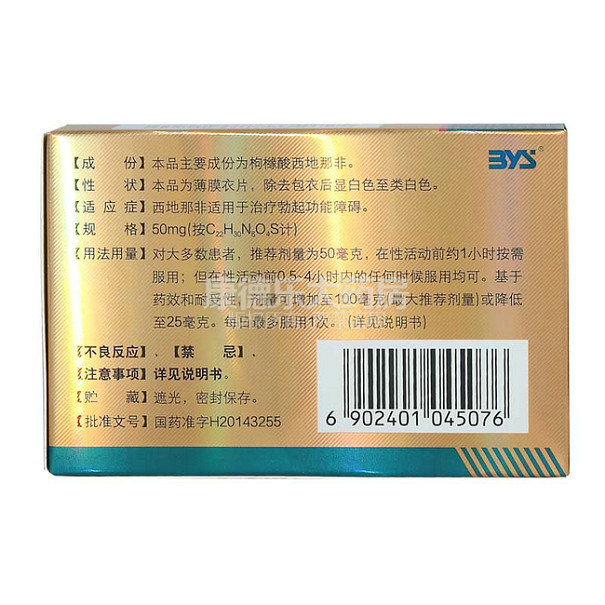 BYS®
【成 份】本品主要成份为枸橼酸西地那非。
【性 状】本品为薄膜衣片,除去包衣后显白色至类白色。
【适 应 症】西地那非适用于治疗勃起功能障碍。
【规 格】50mg(按C22H30N6O4S计)
【用法用量】对大多数患者,推荐剂量为50毫克,在性活动前约1小时按需
服用;但在性活动前0.5~4小时内的任何时候服用均可。基于
药效和耐受性,剂量可增加至100毫克(最大推荐剂量)或降低
至25毫克。每日最多服用1次。(详见说明书)
【不良反应】、【禁 忌】、
【注意事项】详见说明书。
【贮 藏】遮光,密封保存。
【批准文号】国药准字H20143255
6 902401 045076